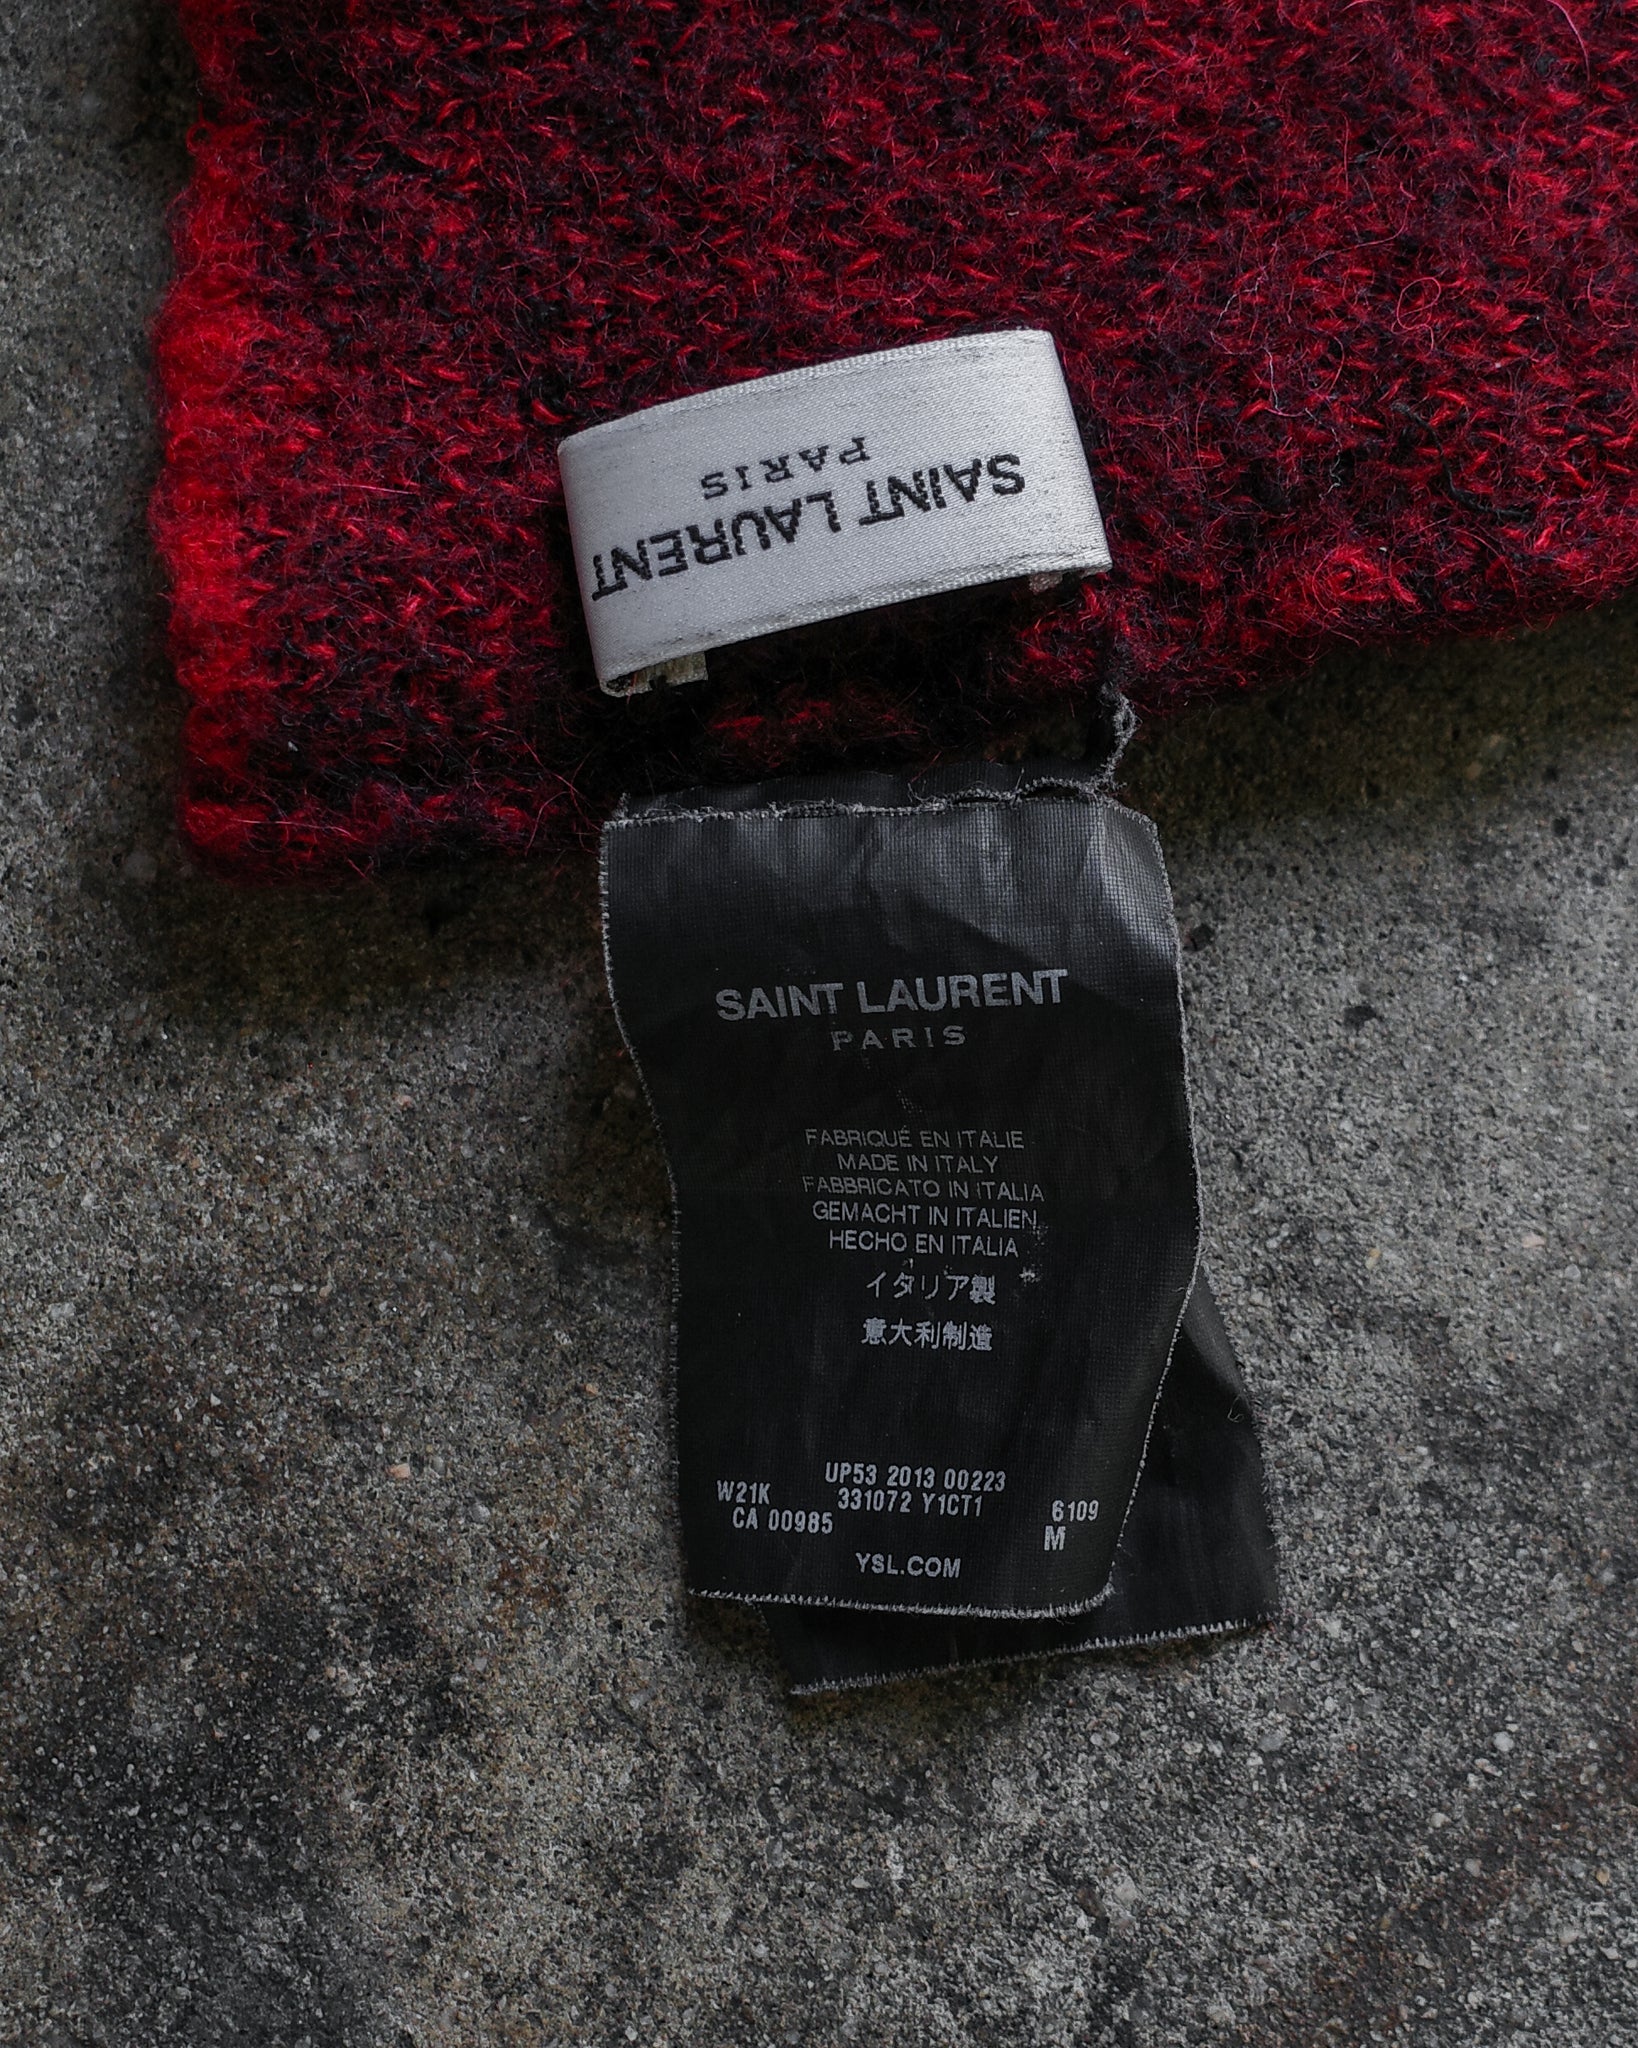 SAINT LAURENT
PARIS
SAINT LAURENT
PARIS
FABRIQUÉ EN ITALIE
MADE IN ITALY
FABBRICATO IN ITALIA
GEMACHT IN ITALIEN
HECHO EN ITALIA
イタリア製
意大利制造
UP53 2013 00223
W21K 331072 Y1CT1 6109
CA 00985 M
YSL.COM